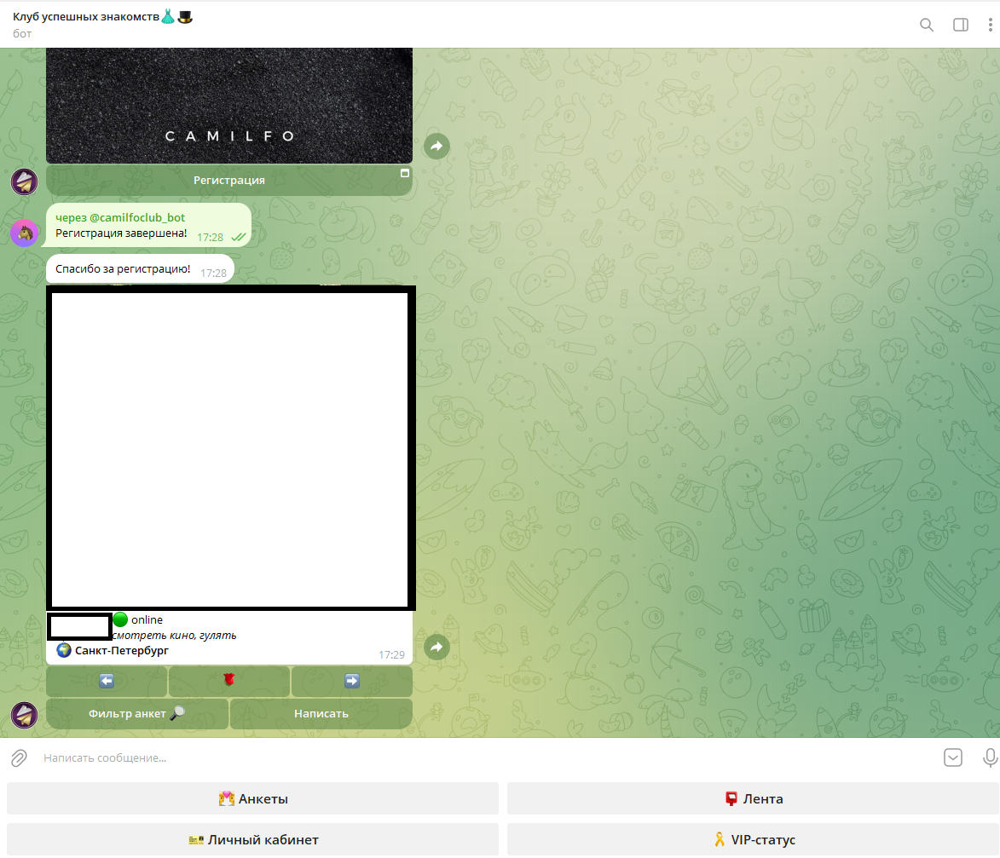 Клуб успешных знакомств👗🎩
бот
CAMILFO
Регистрация
через @camilfoclub_bot
Регистрация завершена! 17:28
Спасибо за регистрацию! 17:28
🟢 online
смотреть кино, гулять
🌍 Санкт-Петербург
17:29
⬅️ 🌹 ➡️
Фильтр анкет 🔎 Написать
Написать сообщение...
Анкеты
📮 Лента
🎫 Личный кабинет
🎗 VIP-статус